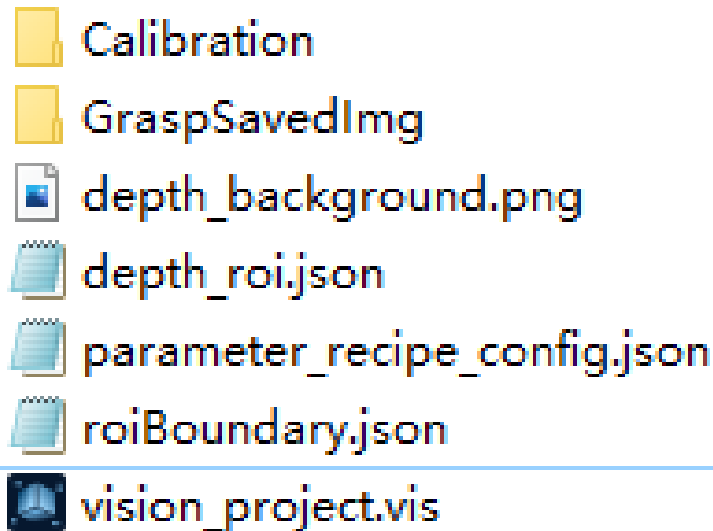 Calibration
GraspSavedImg
depth_background.png
depth_roi.json
parameter_recipe_config.json
roiBoundary.json
vision_project.vis